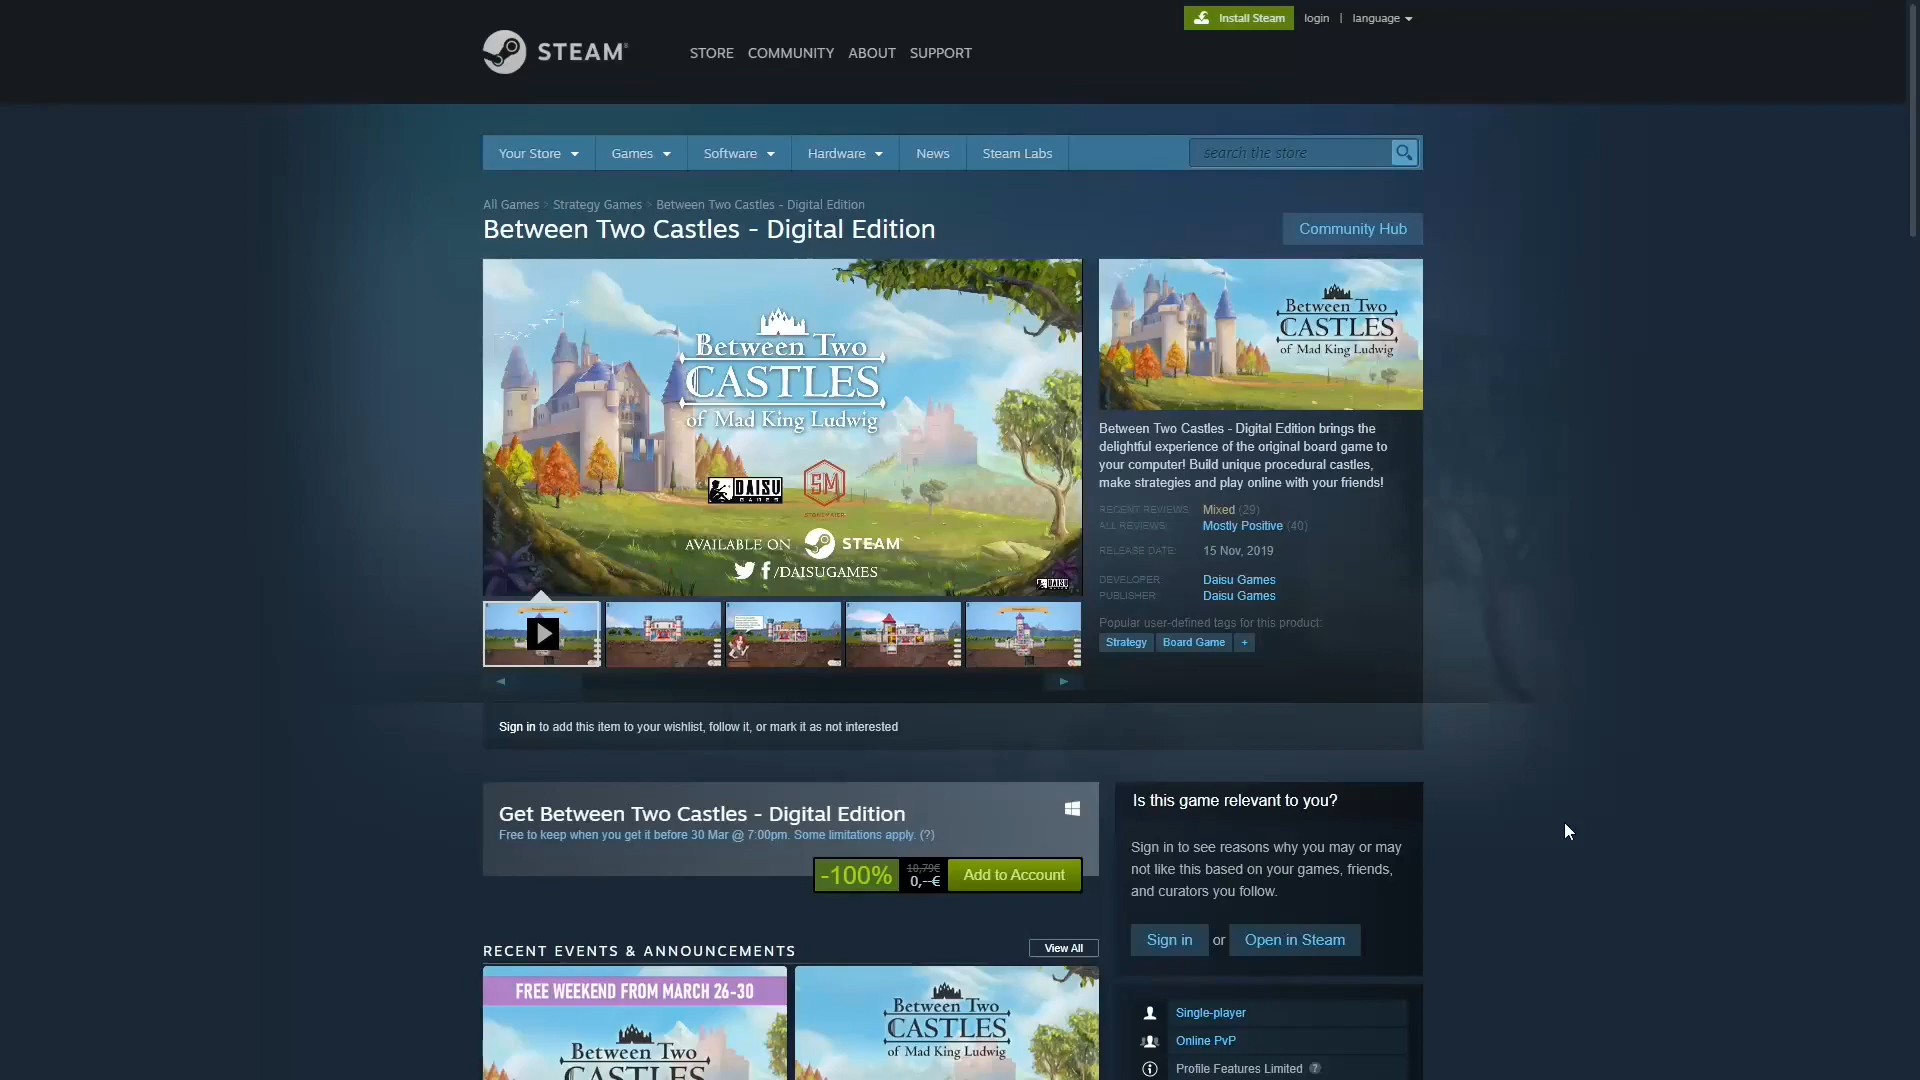 Install Steam
login | language
STEAM®
STORE COMMUNITY ABOUT SUPPORT
Your Store Games Software Hardware News Steam Labs
search the store
All Games > Strategy Games > Between Two Castles - Digital Edition
Between Two Castles - Digital Edition
Community Hub
Between Two
CASTLES
of Mad King Ludwig
DAISU
GAMES
SM
AVAILABLE ON STEAM
/DAISUGAMES
DAISU
Between Two
CASTLES
of Mad King Ludwig
Between Two Castles - Digital Edition brings the
delightful experience of the original board game to
your computer! Build unique procedural castles,
make strategies and play online with your friends!
RECENT REVIEWS: Mixed (29)
ALL REVIEWS: Mostly Positive (40)
RELEASE DATE: 15 Nov, 2019
DEVELOPER: Daisu Games
PUBLISHER: Daisu Games
Popular user-defined tags for this product:
Strategy Board Game +
Sign in to add this item to your wishlist, follow it, or mark it as not interested
Get Between Two Castles - Digital Edition
Free to keep when you get it before 30 Mar @ 7:00pm. Some limitations apply. (?)
-100% 10,79€ 0,--€ Add to Account
Is this game relevant to you?
Sign in to see reasons why you may or may
not like this based on your games, friends,
and curators you follow.
Sign in or Open in Steam
RECENT EVENTS & ANNOUNCEMENTS
View All
FREE WEEKEND FROM MARCH 26-30
Between Two
CASTLES
Between Two
CASTLES
of Mad King Ludwig
Single-player
Online PvP
Profile Features Limited ?